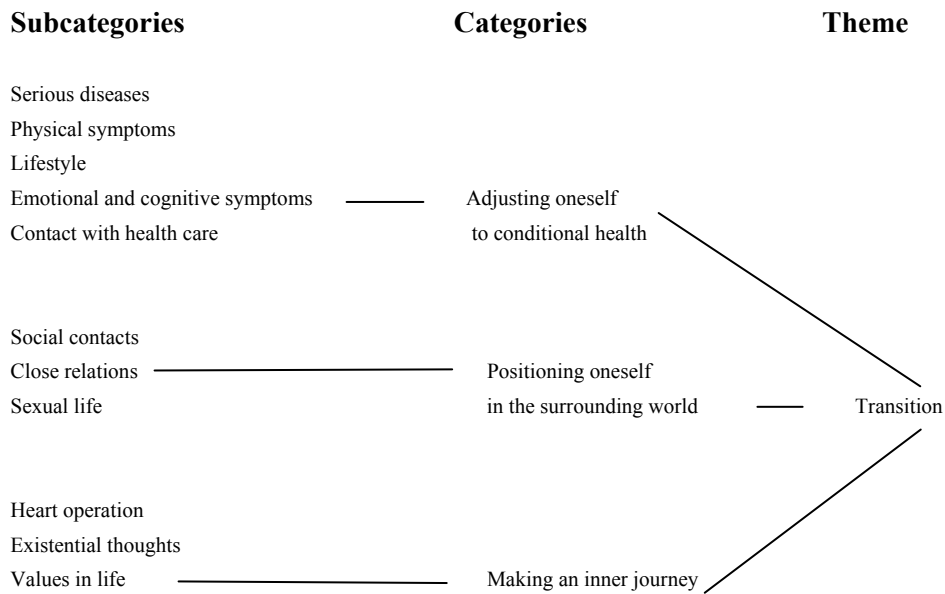 Subcategories Categories Theme
Serious diseases
Physical symptoms
Lifestyle
Emotional and cognitive symptoms Adjusting oneself
Contact with health care to conditional health
Social contacts
Close relations Positioning oneself
Sexual life in the surrounding world Transition
Heart operation
Existential thoughts
Values in life Making an inner journey